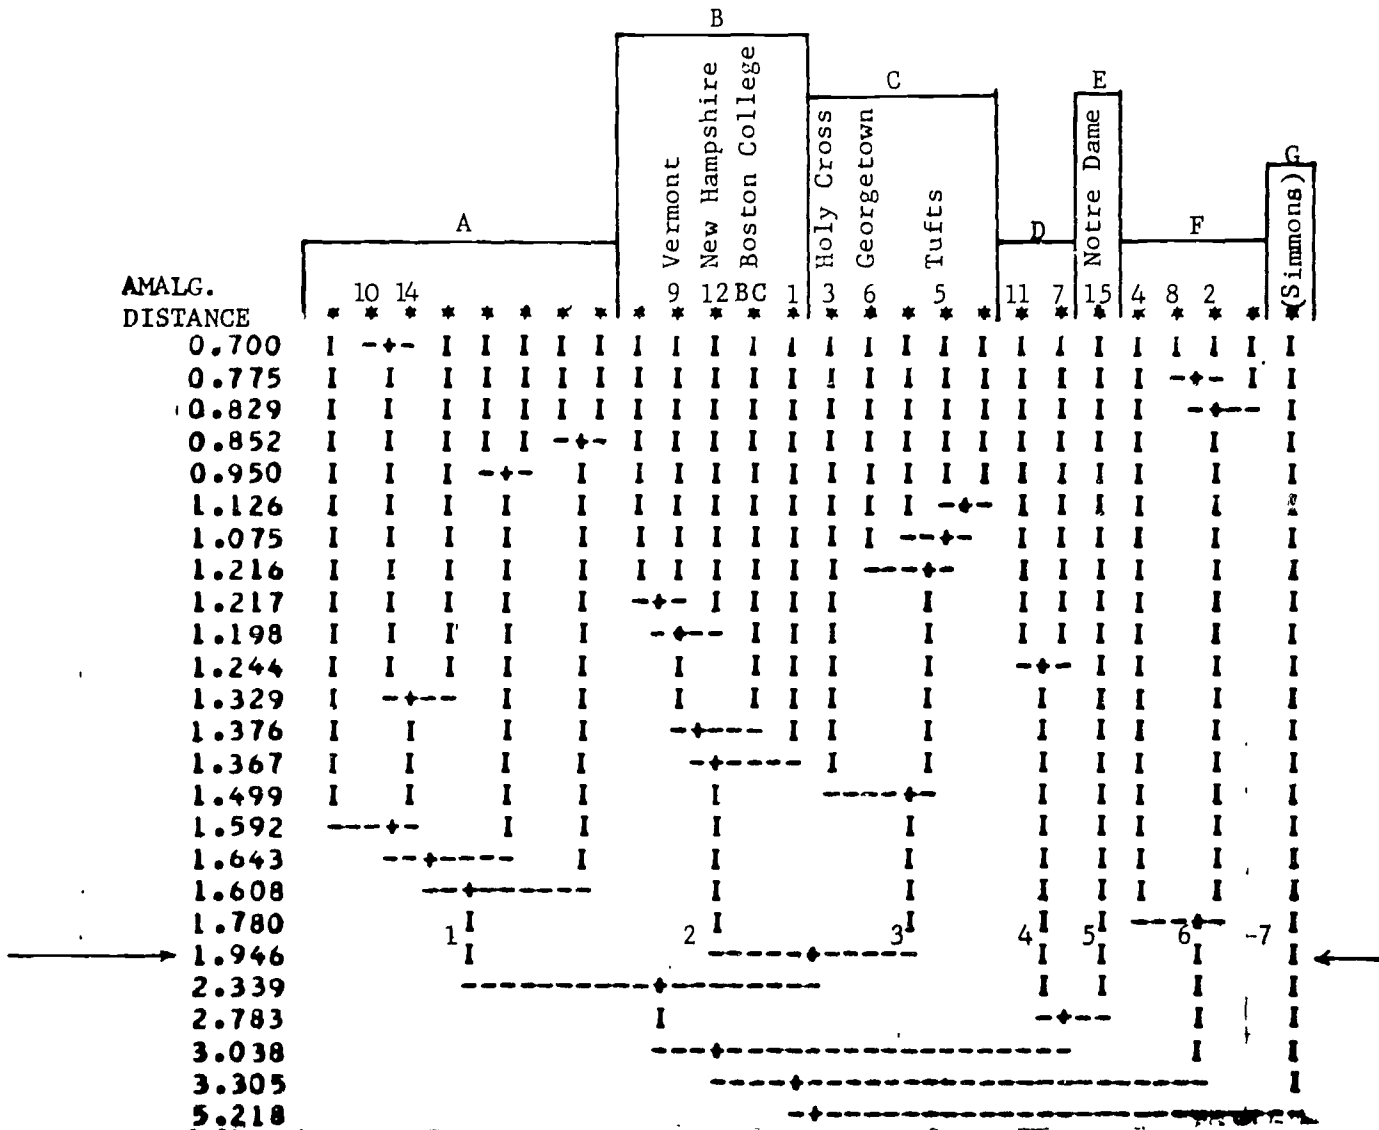 B
C
E
G
A
D
F
Vermont
New Hampshire
Boston College
Holy Cross
Georgetown
Tufts
Notre Dame
(Simmons)
AMALG.
DISTANCE
10 14 9 12 BC 1 3 6 5 11 7 15 4 8 2
* * * * * * * * * * * * * * * * * * * * * * * * * *
0.700
0.775
0.829
0.852
0.950
1.126
1.075
1.216
1.217
1.198
1.244
1.329
1.376
1.367
1.499
1.592
1.643
1.608
1.780
1 2 3 4 5 6 -7
1.946
2.339
2.783
3.038
3.305
5.218